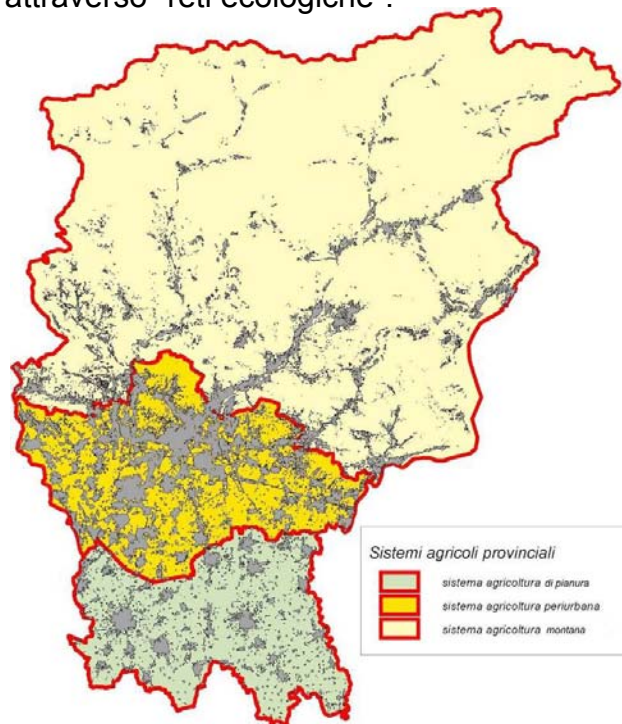 attraverso "reti ecologiche".
Sistemi agricoli provinciali
sistema agricoltura di pianura
sistema agricoltura periurbana
sistema agricoltura montana